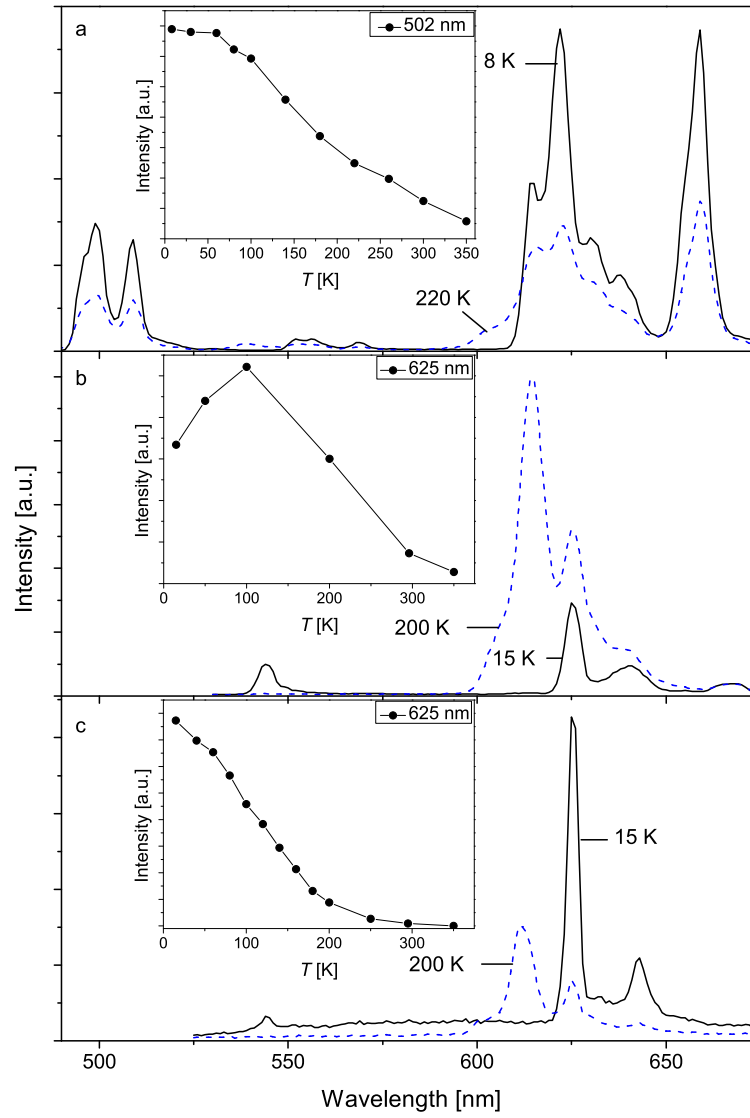 a
502 nm
Intensity [a.u.]
0 50 100 150 200 250 300 350
T [K]
8 K
220 K
b
625 nm
Intensity [a.u.]
0 100 200 300
T [K]
200 K
15 K
c
625 nm
Intensity [a.u.]
0 100 200 300
T [K]
15 K
200 K
Intensity [a.u.]
500 550 600 650
Wavelength [nm]